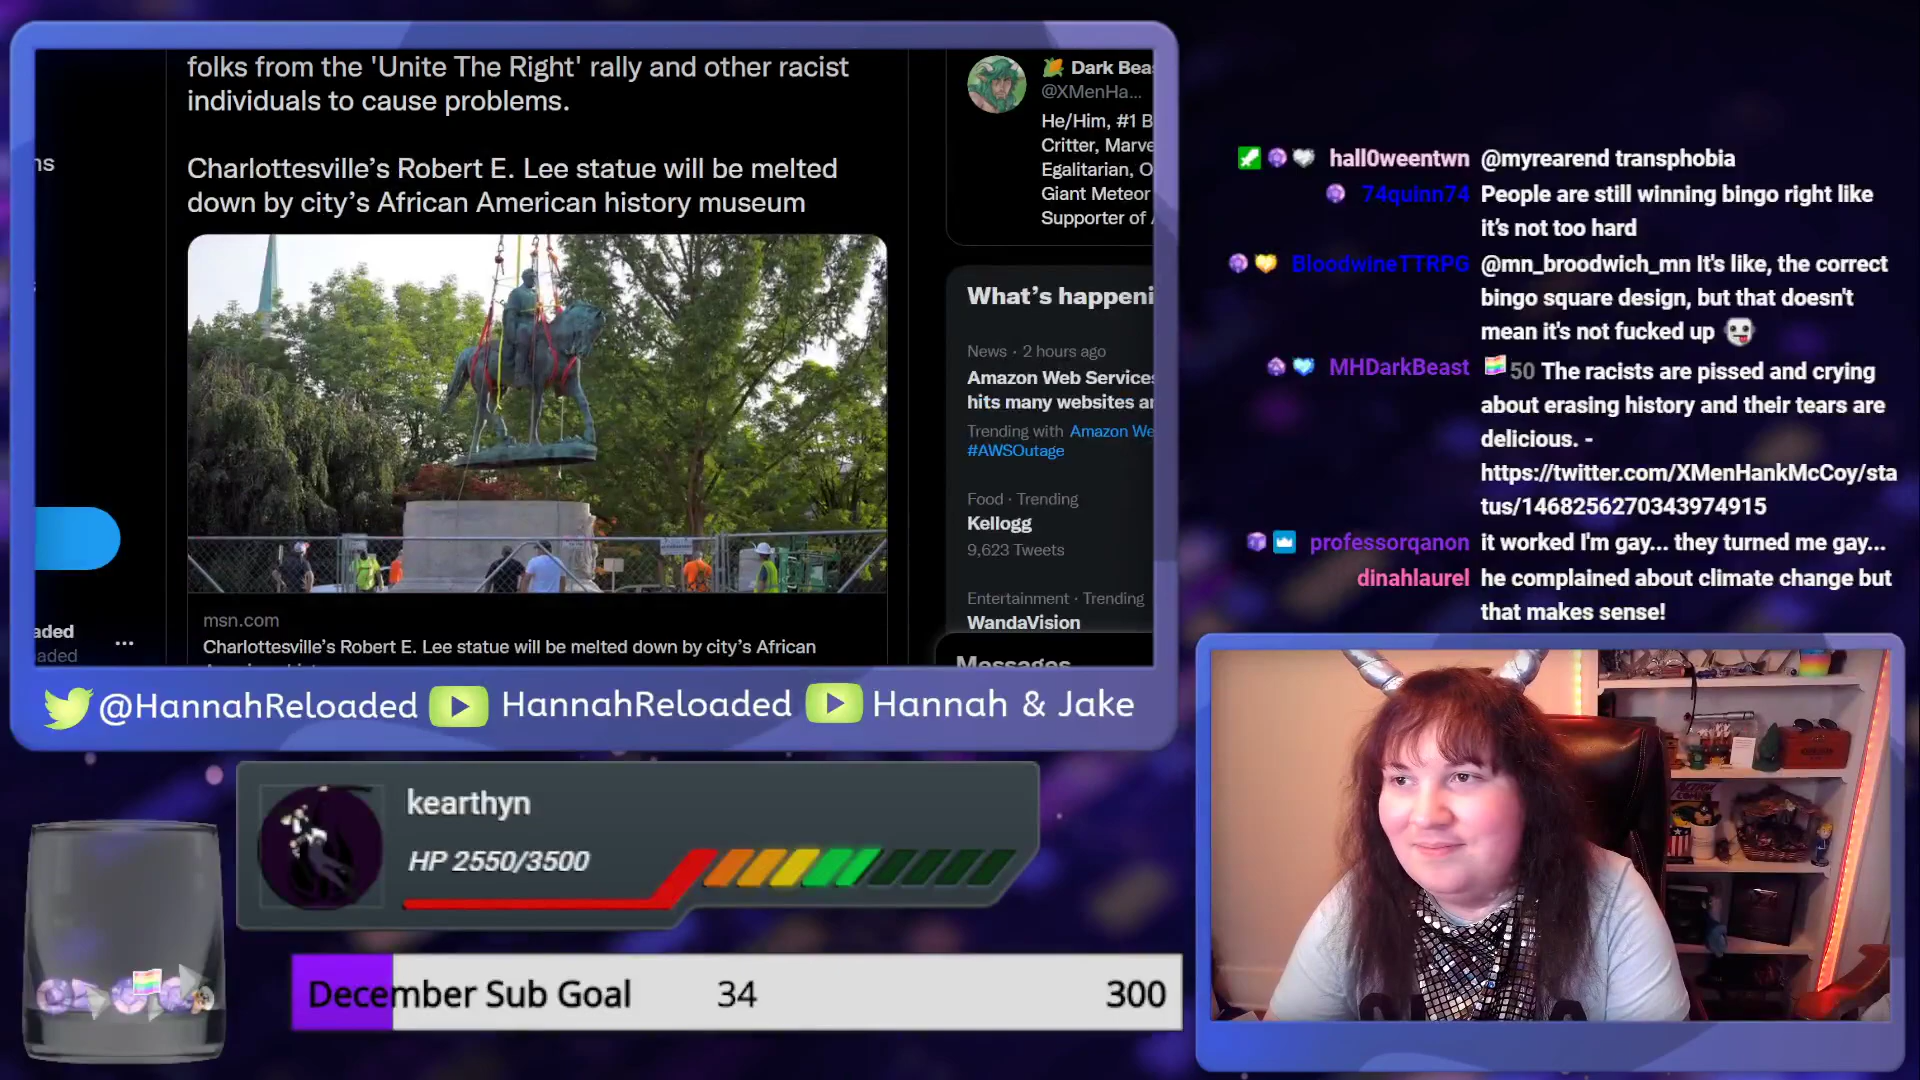 folks from the 'Unite The Right' rally and other racist
individuals to cause problems.
Charlottesville's Robert E. Lee statue will be melted
down by city's African American history museum
msn.com
Charlottesville's Robert E. Lee statue will be melted down by city's African
ns
aded
aded
Dark Bea
@XMenHa...
He/Him, #1 B
Critter, Marve
Egalitarian, O
Giant Meteor
Supporter of
What's happeni
News · 2 hours ago
Amazon Web Service
hits many websites a
Trending with Amazon We
#AWSOutage
Food · Trending
Kellogg
9,623 Tweets
Entertainment · Trending
WandaVision
Messages
@HannahReloaded HannahReloaded Hannah & Jake
hall0weentwn @myrearend transphobia
74quinn74 People are still winning bingo right like
it's not too hard
BloodwineTTRPG @mn_broodwich_mn It's like, the correct
bingo square design, but that doesn't
mean it's not fucked up
MHDarkBeast 50 The racists are pissed and crying
about erasing history and their tears are
delicious. -
https://twitter.com/XMenHankMcCoy/sta
tus/1468256270343974915
professorqanon it worked I'm gay... they turned me gay...
dinahlaurel he complained about climate change but
that makes sense!
kearthyn
HP 2550/3500
December Sub Goal 34 300